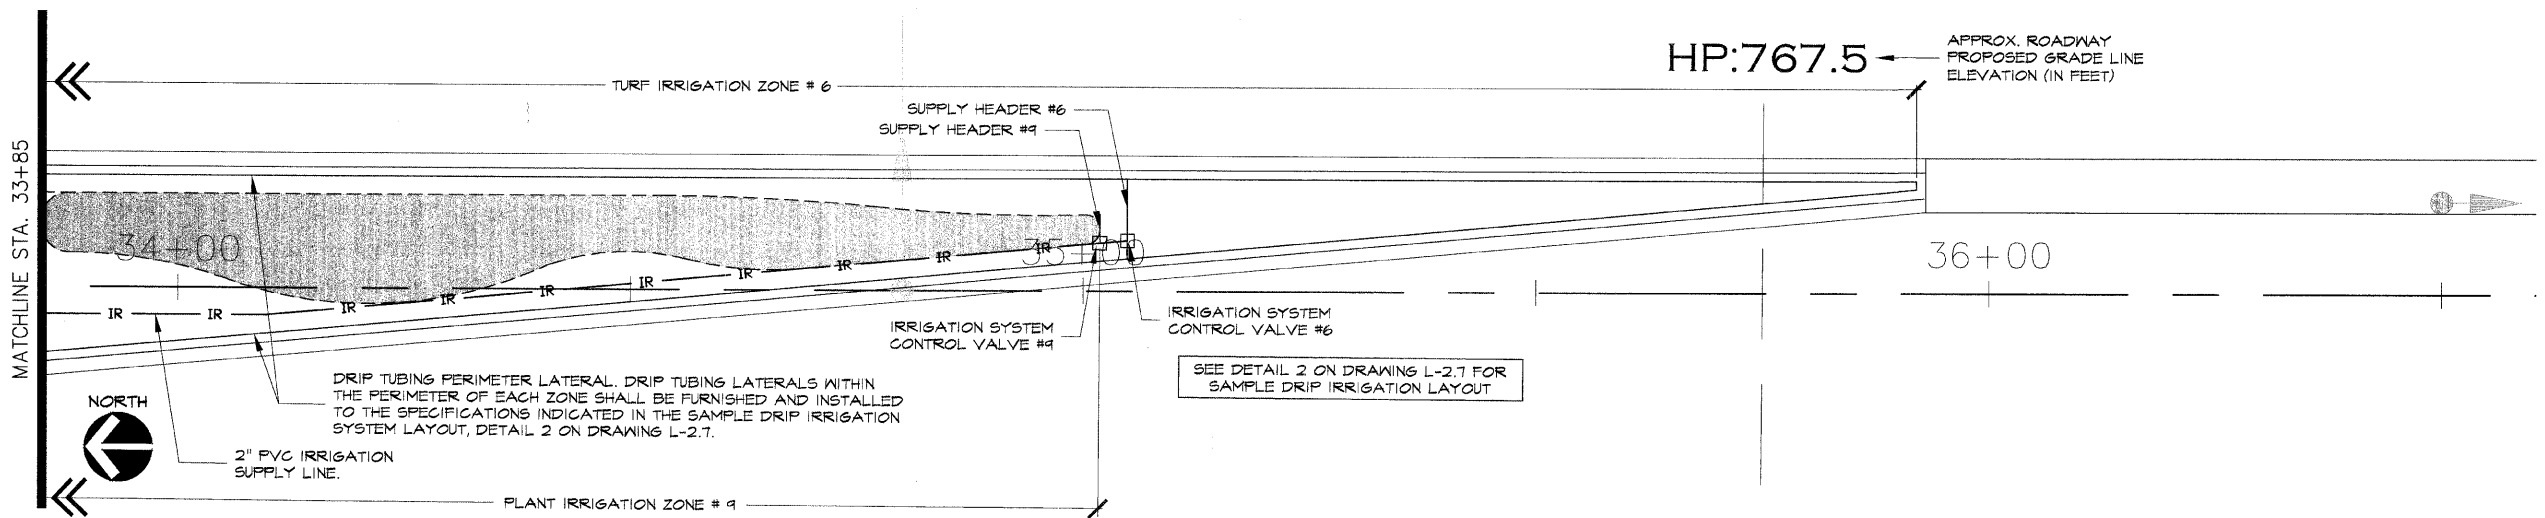 HP:767.5
APPROX. ROADWAY
PROPOSED GRADE LINE
ELEVATION (IN FEET)
TURF IRRIGATION ZONE # 6
SUPPLY HEADER #6
SUPPLY HEADER #9
MATCHLINE STA. 33+85
34+00
35+00
36+00
IR
IR
IR
IR
IR
IR
IR
IR
IR
IR
IRRIGATION SYSTEM
CONTROL VALVE #9
IRRIGATION SYSTEM
CONTROL VALVE #6
SEE DETAIL 2 ON DRAWING L-2.7 FOR
SAMPLE DRIP IRRIGATION LAYOUT
DRIP TUBING PERIMETER LATERAL. DRIP TUBING LATERALS WITHIN
THE PERIMETER OF EACH ZONE SHALL BE FURNISHED AND INSTALLED
TO THE SPECIFICATIONS INDICATED IN THE SAMPLE DRIP IRRIGATION
SYSTEM LAYOUT, DETAIL 2 ON DRAWING L-2.7.
NORTH
2" PVC IRRIGATION
SUPPLY LINE.
PLANT IRRIGATION ZONE # 9